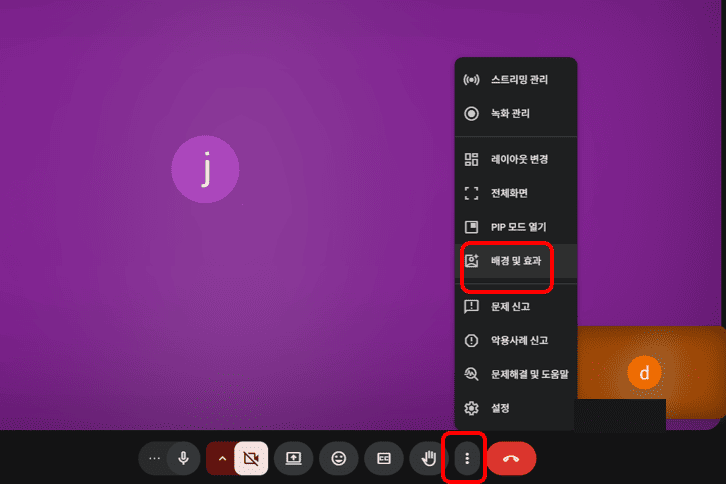 j
스트리밍 관리
녹화 관리
레이아웃 변경
전체화면
PIP 모드 열기
배경 및 효과
문제 신고
악용사례 신고
문제해결 및 도움말
설정
d
CC